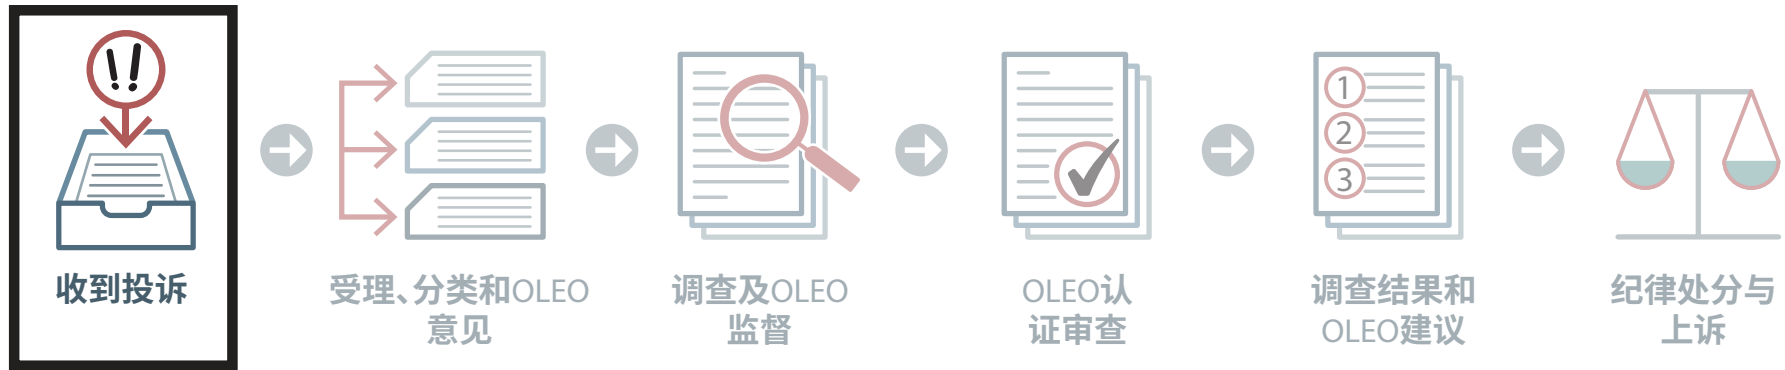 !!
收到投诉
受理、分类和OLEO
意见
调查及OLEO
监督
OLEO认
证审查
1
2
3
调查结果和
OLEO建议
纪律处分与
上诉